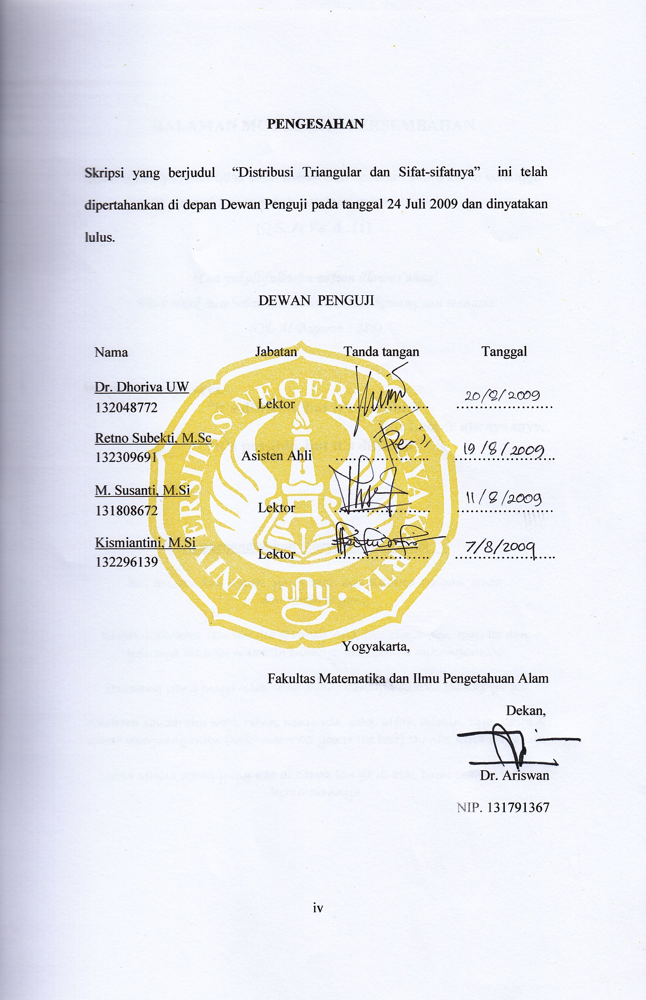 PENGESAHAN
Skripsi yang berjudul “Distribusi Triangular dan Sifat-sifatnya” ini telah
dipertahankan di depan Dewan Penguji pada tanggal 24 Juli 2009 dan dinyatakan
lulus.
DEWAN PENGUJI
Nama Jabatan Tanda tangan Tanggal
Dr. Dhoriva UW
132048772 Lektor ........................ 20/8/2009
Retno Subekti, M.Sc
132309691 Asisten Ahli ........................ 19/8/2009
M. Susanti, M.Si
131808672 Lektor ........................ 11/8/2009
Kismiantini, M.Si
132296139 Lektor ........................ 7/8/2009
UNIVERSITAS NEGERI YOGYAKARTA
uny
Yogyakarta,
Fakultas Matematika dan Ilmu Pengetahuan Alam
Dekan,
Dr. Ariswan
NIP. 131791367
iv